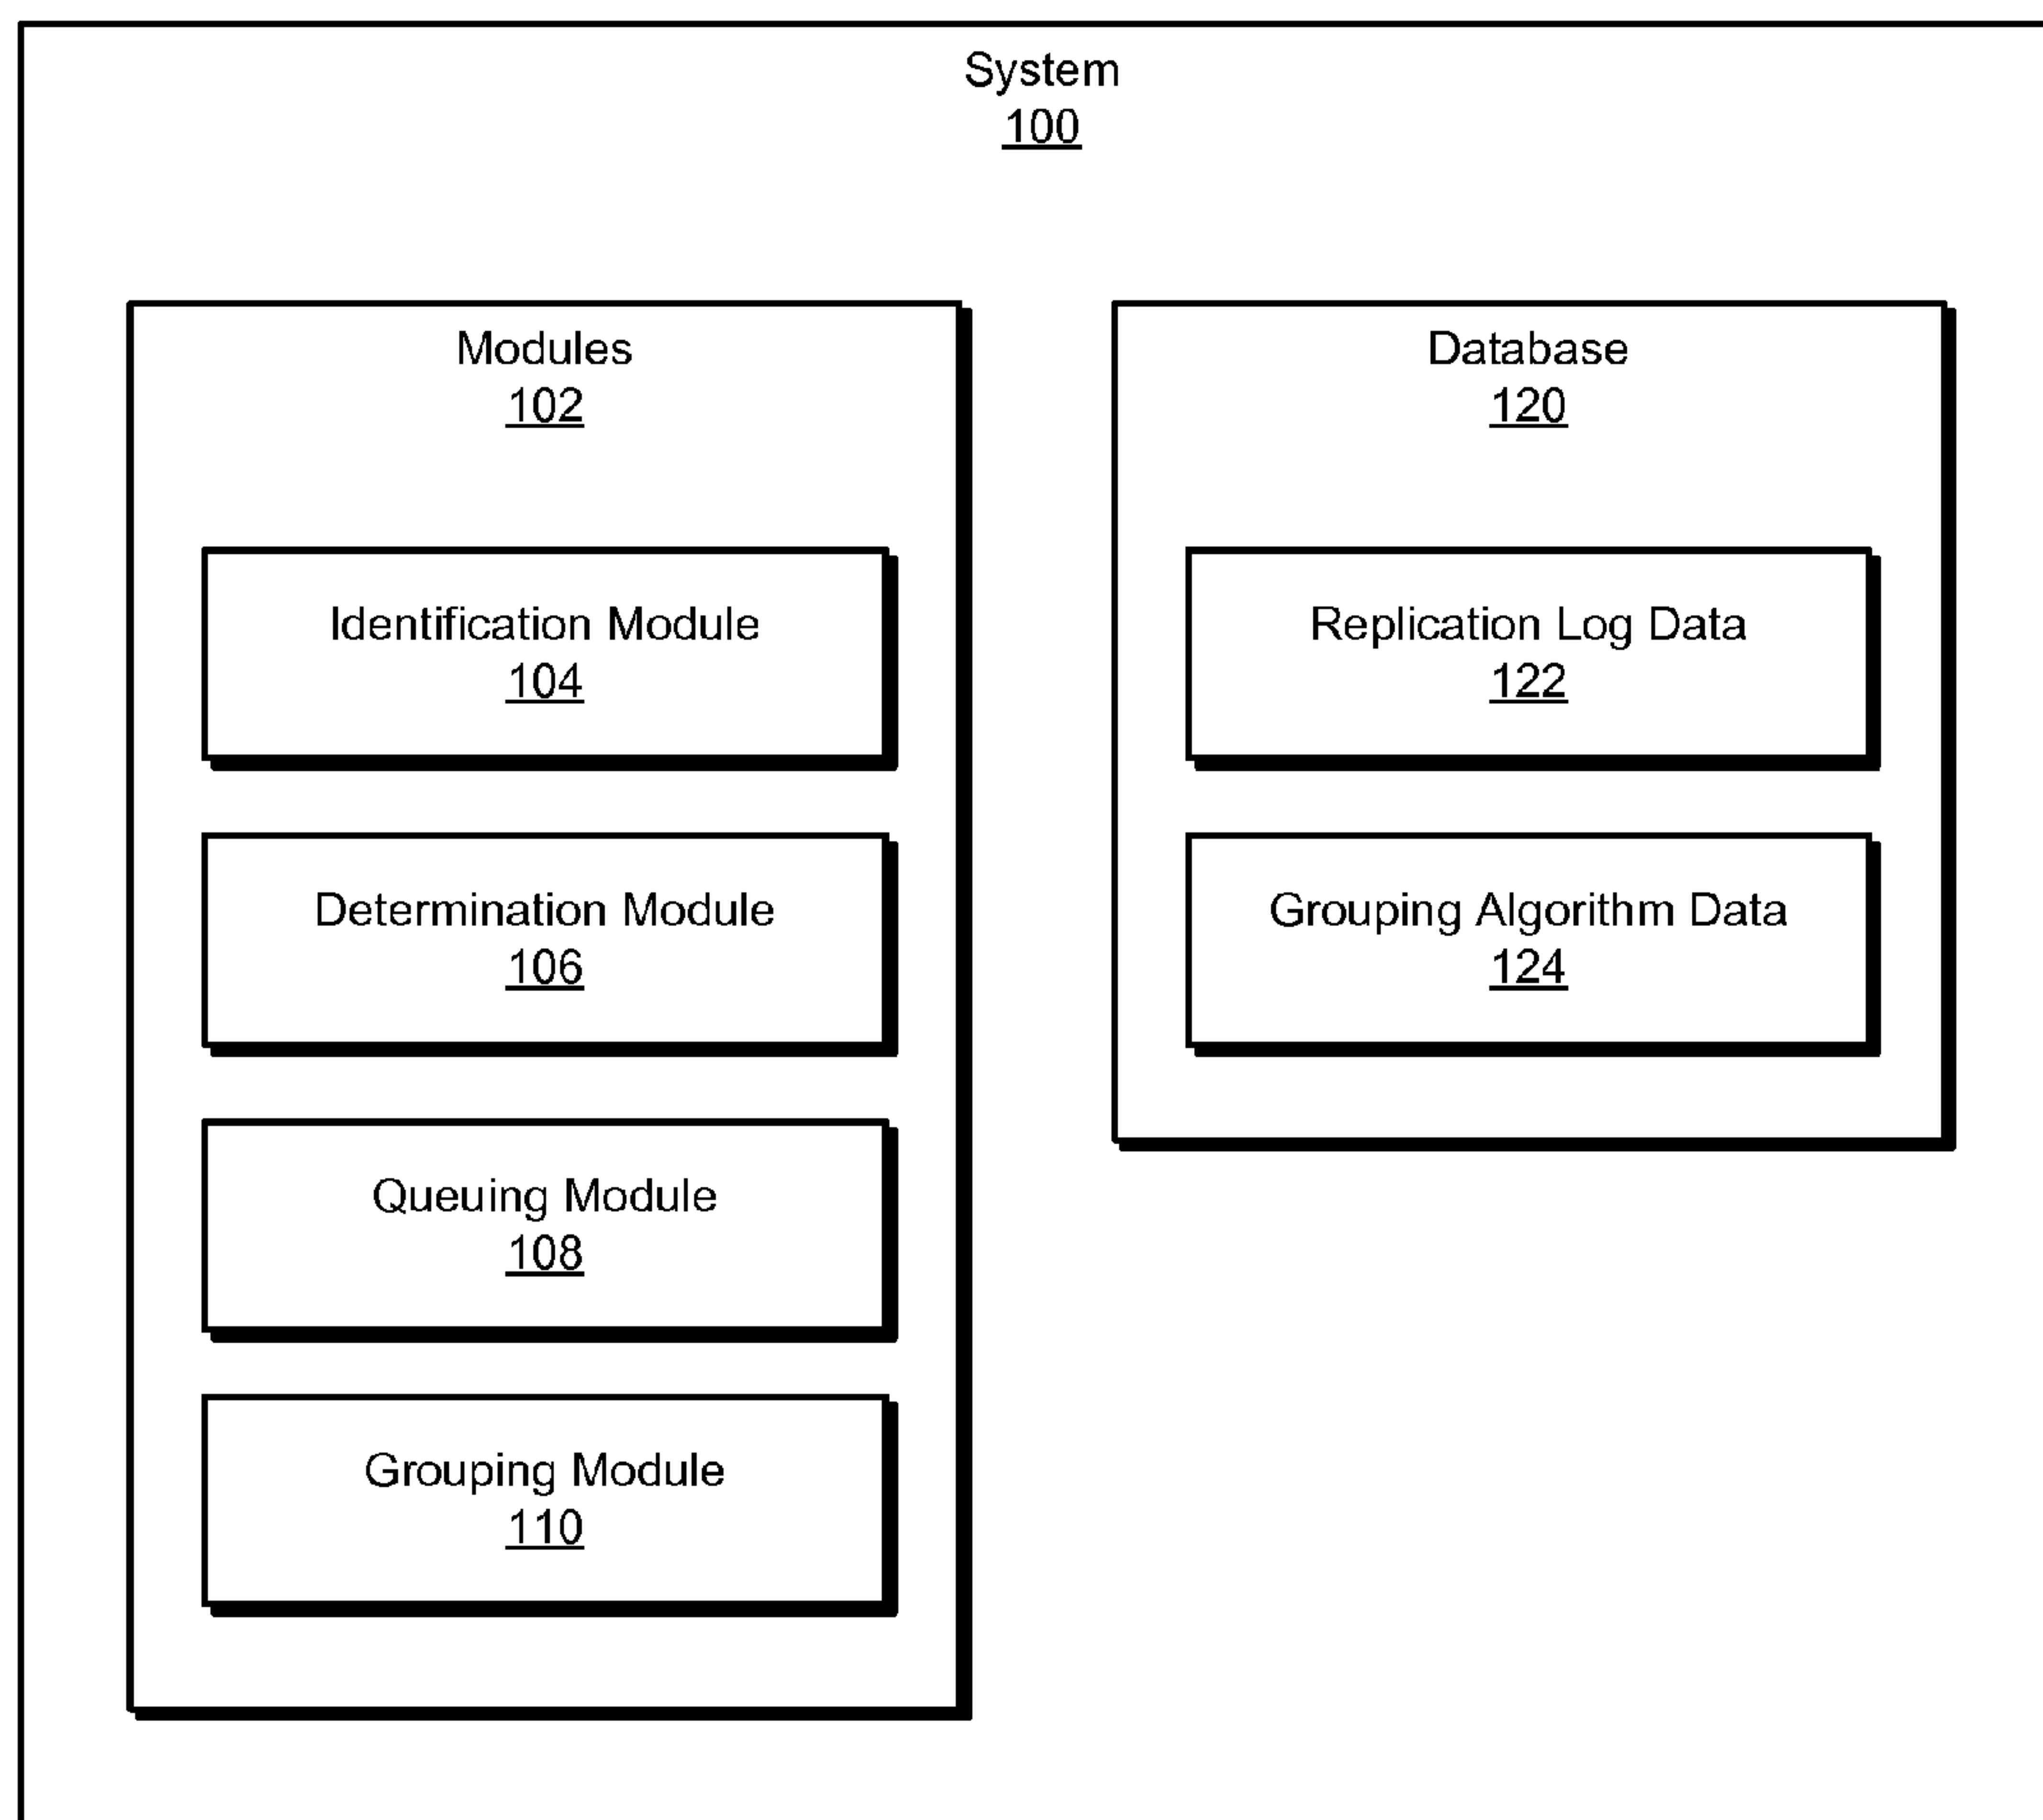 System
100
Modules
102
Identification Module
104
Determination Module
106
Queuing Module
108
Grouping Module
110
Database
120
Replication Log Data
122
Grouping Algorithm Data
124